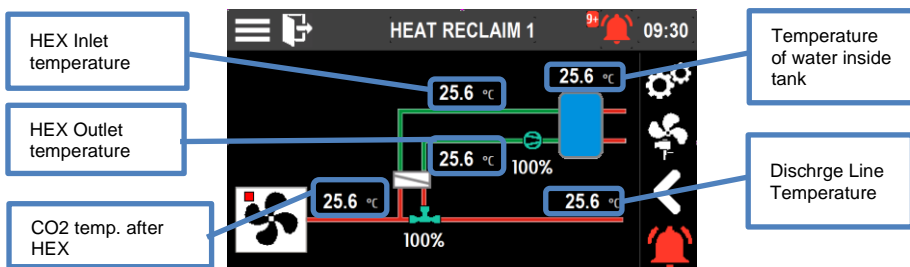 HEX Inlet
temperature
HEX Outlet
temperature
CO2 temp. after
HEX
HEAT RECLAIM 1
9+
09:30
25.6 °C
25.6 °C
25.6 °C
100%
25.6 °C
25.6 °C
100%
Temperature
of water inside
tank
Dischrge Line
Temperature